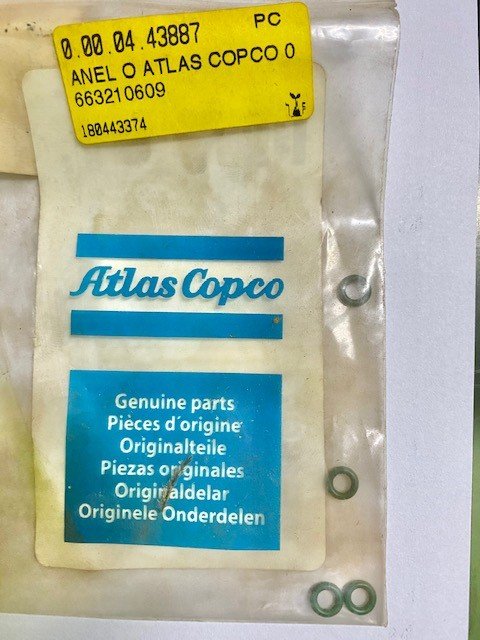 0.00.04.43887 PC
ANEL O ATLAS COPCO 0
663210609
180443374
Atlas Copco
Genuine parts
Pièces d´origine
Originalteile
Piezas originales
Originaldelar
Originele Onderdelen